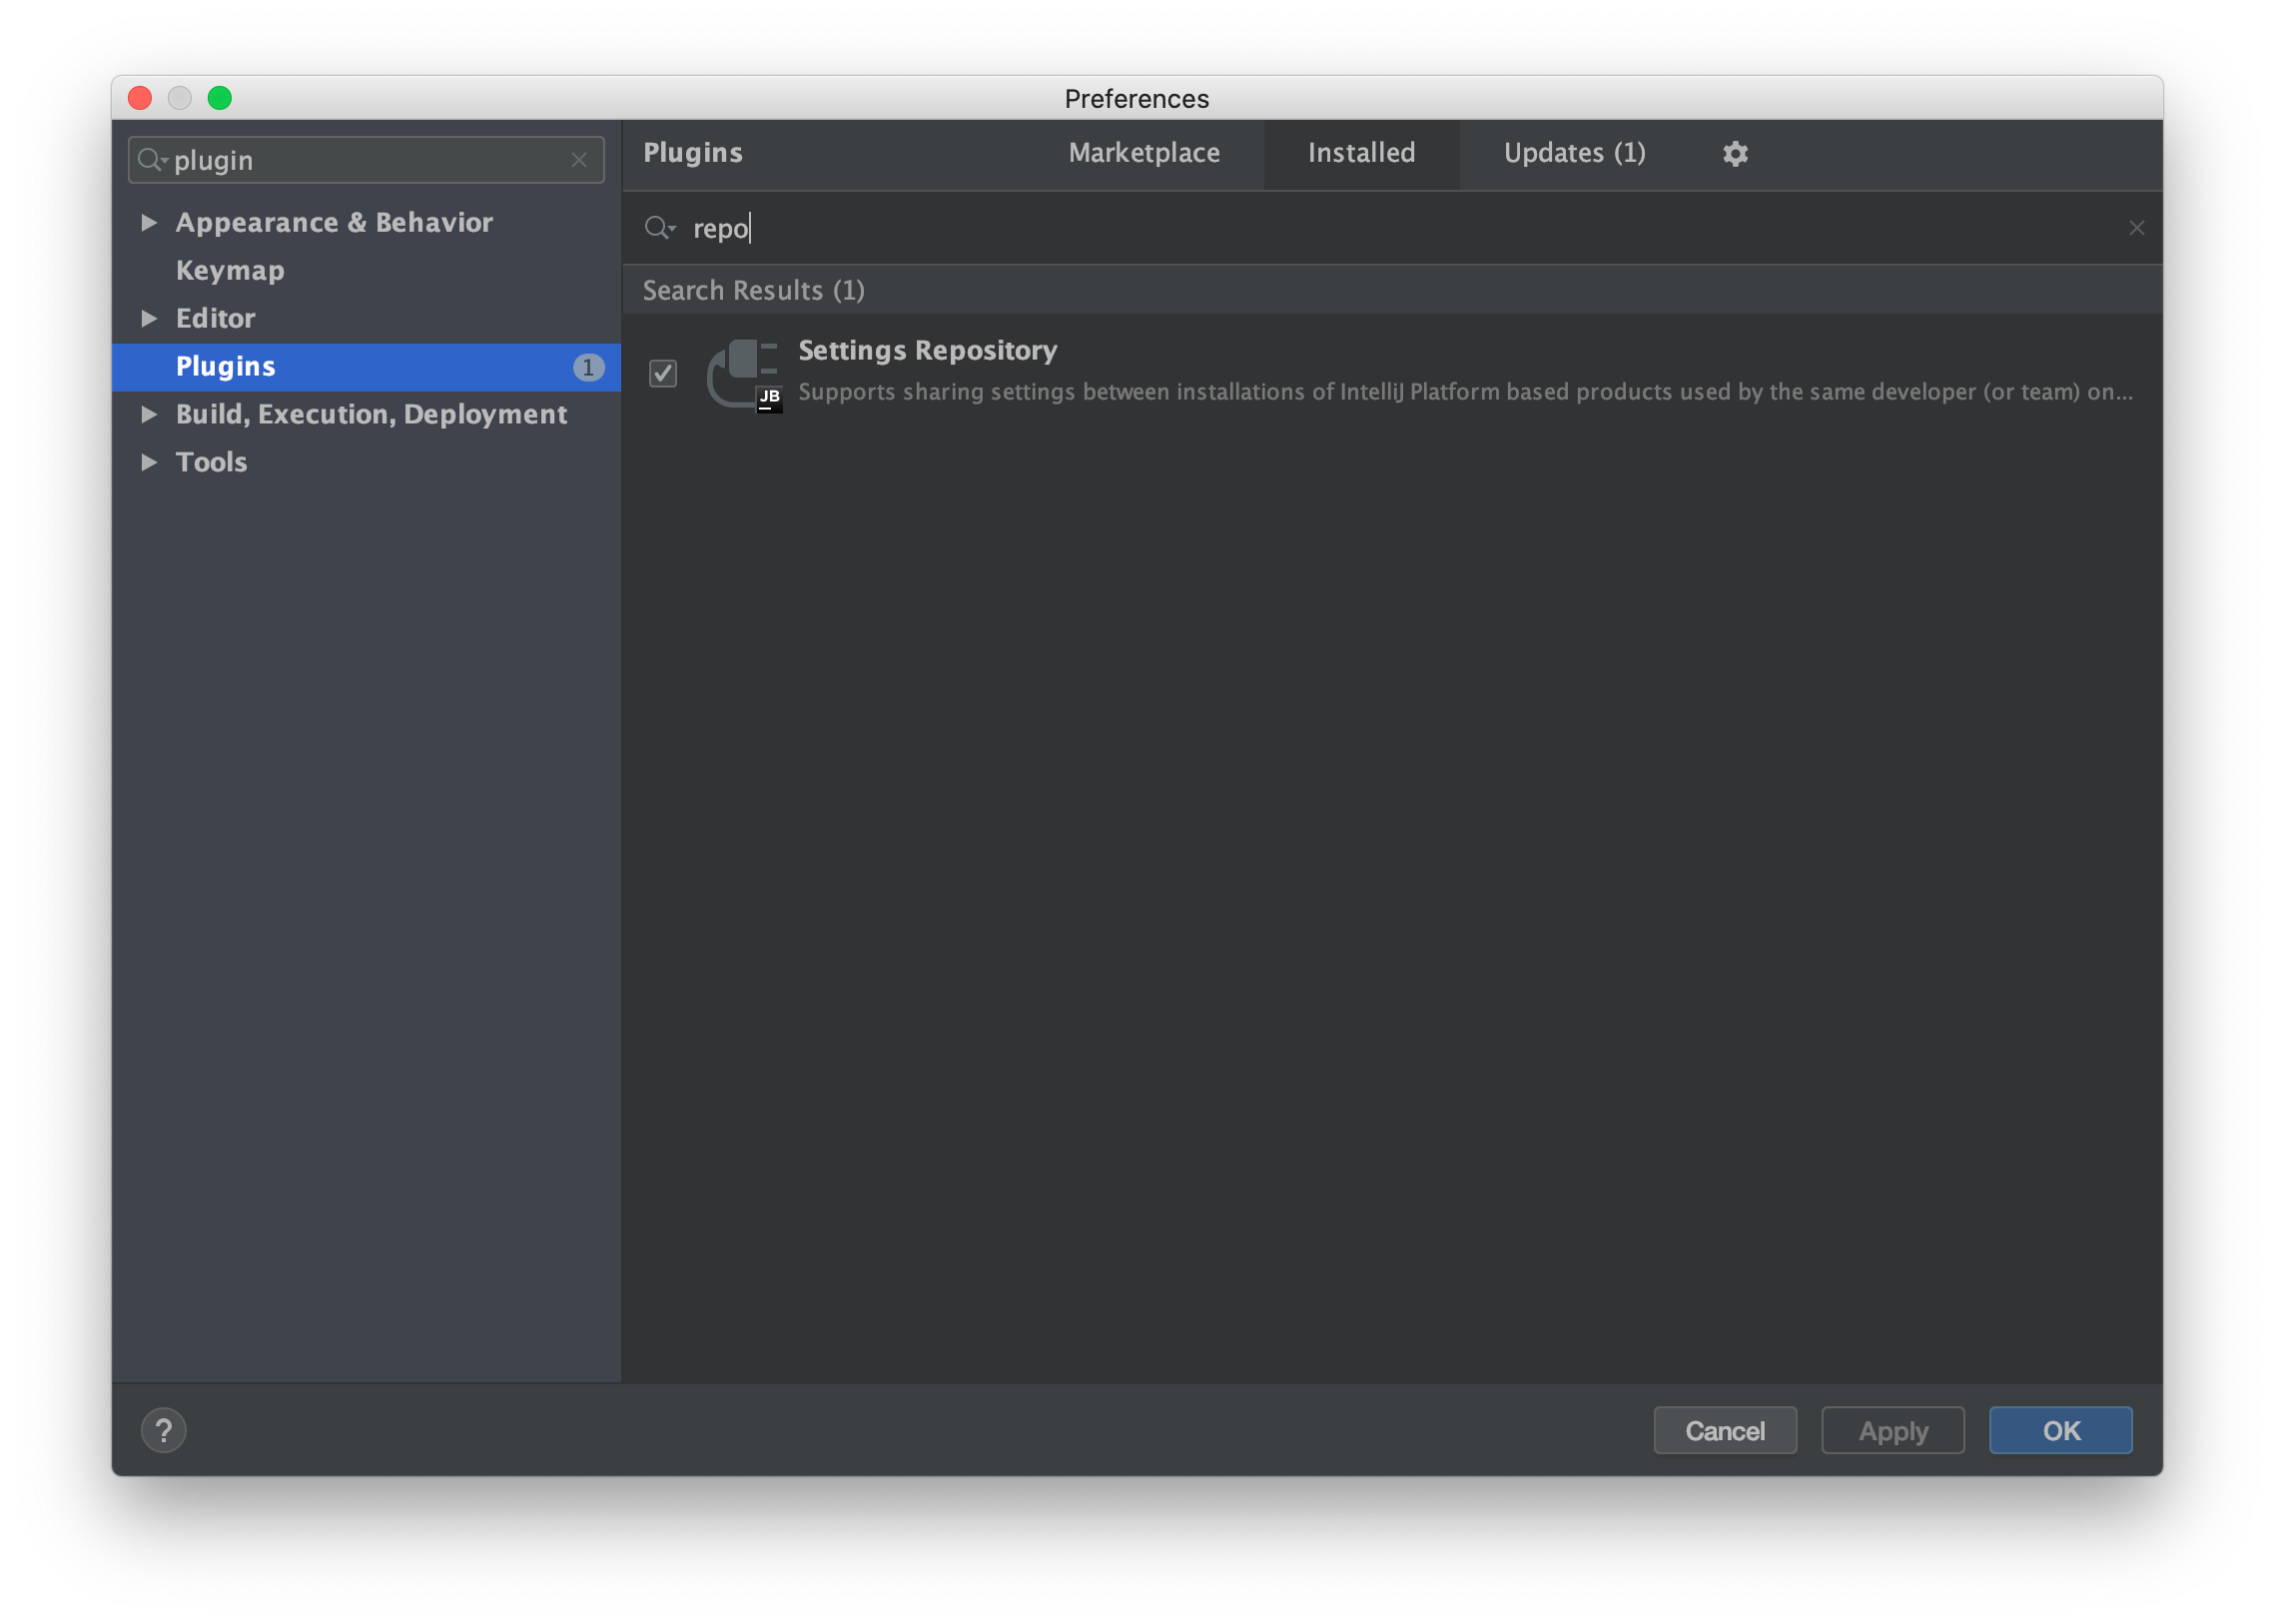 Preferences
plugin
Appearance & Behavior
Keymap
Editor
Plugins 1
Build, Execution, Deployment
Tools
Plugins Marketplace Installed Updates (1)
repo
Search Results (1)
Settings Repository
JB
Supports sharing settings between installations of IntelliJ Platform based products used by the same developer (or team) on...
? Cancel Apply OK